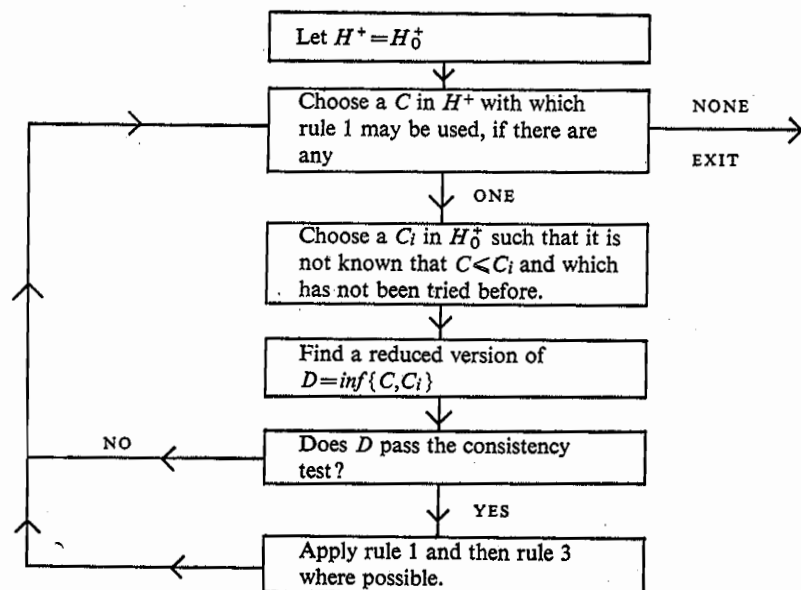 Let H⁺=H₀⁺
Choose a C in H⁺ with which
rule 1 may be used, if there are
any
NONE
EXIT
ONE
Choose a Cᵢ in H₀⁺ such that it is
not known that C⩽Cᵢ and which
has not been tried before.
Find a reduced version of
D=inf{C,Cᵢ}
NO
Does D pass the consistency
test?
YES
Apply rule 1 and then rule 3
where possible.